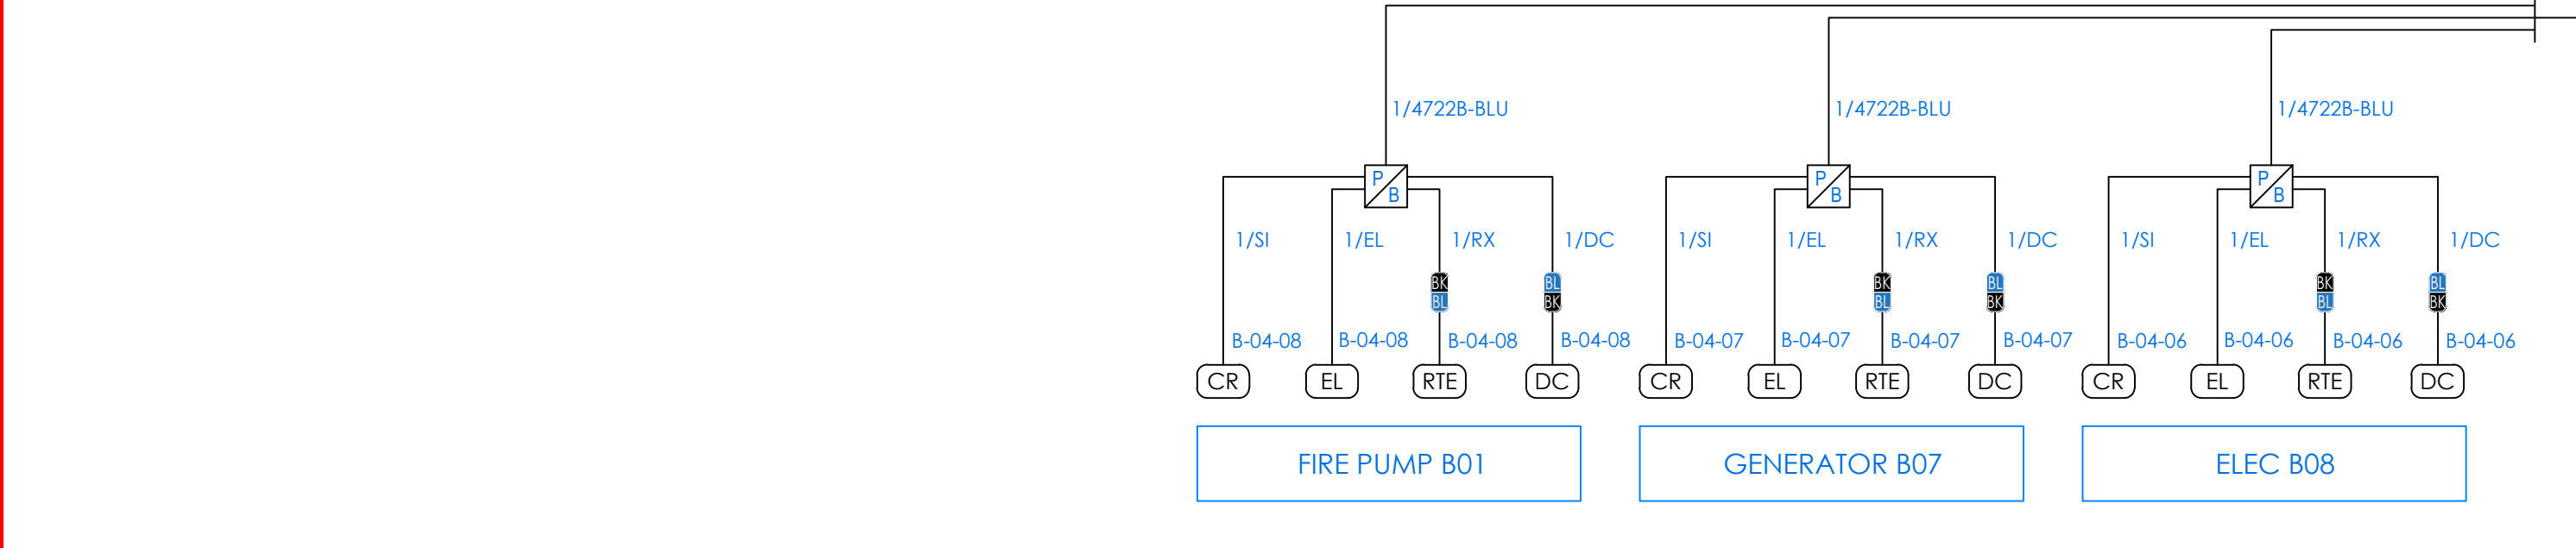 1/4722B-BLU 1/4722B-BLU 1/4722B-BLU
P P P
B B B
1/SI 1/EL 1/RX 1/DC 1/SI 1/EL 1/RX 1/DC 1/SI 1/EL 1/RX 1/DC
BK BL BK BL BK BL
BL BK BL BK BL BK
B-04-08 B-04-08 B-04-08 B-04-08 B-04-07 B-04-07 B-04-07 B-04-07 B-04-06 B-04-06 B-04-06 B-04-06
CR EL RTE DC CR EL RTE DC CR EL RTE DC
FIRE PUMP B01 GENERATOR B07 ELEC B08